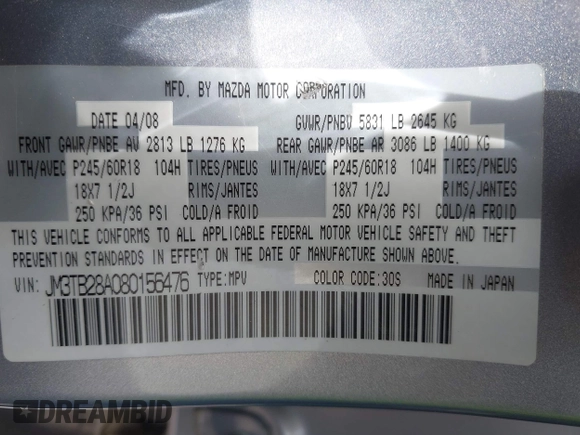 MFD. BY MAZDA MOTOR CORPORATION
DATE 04/08 GVWR/PNBV 5831 LB 2645 KG
FRONT GAWR/PNBE AV 2813 LB 1276 KG REAR GAWR/PNBE AR 3086 LB 1400 KG
WITH/AVEC P245/60R18 104H TIRES/PNEUS WITH/AVEC P245/60R18 104H TIRES/PNEUS
18X7 1/2J RIMS/JANTES 18X7 1/2J RIMS/JANTES
250 KPA/36 PSI COLD/A FROID 250 KPA/36 PSI COLD/A FROID
THIS VEHICLE CONFORMS TO ALL APPLICABLE FEDERAL MOTOR VEHICLE SAFETY AND THEFT
PREVENTION STANDARDS IN EFFECT ON THE DATE OF MANUFACTURE SHOWN ABOVE.
VIN: JM3TB28A080156476 TYPE:MPV COLOR CODE:30S MADE IN JAPAN
DREAMBID